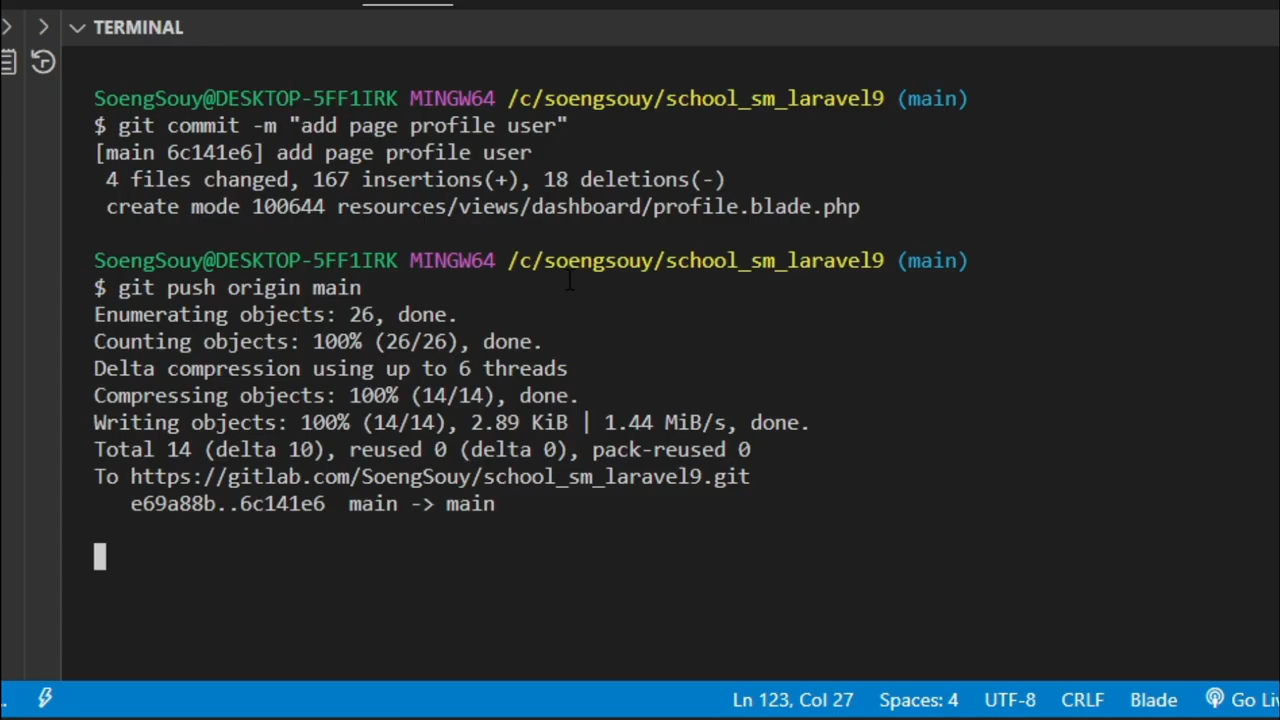 TERMINAL
SoengSouy@DESKTOP-5FF1IRK MINGW64 /c/soengsouy/school_sm_laravel9 (main)
$ git commit -m "add page profile user"
[main 6c141e6] add page profile user
4 files changed, 167 insertions(+), 18 deletions(-)
create mode 100644 resources/views/dashboard/profile.blade.php
SoengSouy@DESKTOP-5FF1IRK MINGW64 /c/soengsouy/school_sm_laravel9 (main)
$ git push origin main
Enumerating objects: 26, done.
Counting objects: 100% (26/26), done.
Delta compression using up to 6 threads
Compressing objects: 100% (14/14), done.
Writing objects: 100% (14/14), 2.89 KiB | 1.44 MiB/s, done.
Total 14 (delta 10), reused 0 (delta 0), pack-reused 0
To https://gitlab.com/SoengSouy/school_sm_laravel9.git
e69a88b..6c141e6 main -> main
Ln 123, Col 27 Spaces: 4 UTF-8 CRLF Blade Go